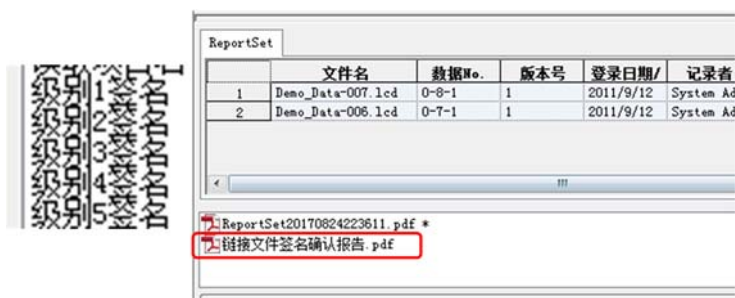 级别1签名
级别2签名
级别3签名
级别4签名
级别5签名
ReportSet
文件名 数据No. 版本号 登录日期/ 记录者
1 Demo_Data-007.lcd 0-8-1 1 2011/9/12 System Ad
2 Demo_Data-006.lcd 0-7-1 1 2011/9/12 System Ad
ReportSet20170824223611.pdf *
链接文件签名确认报告.pdf